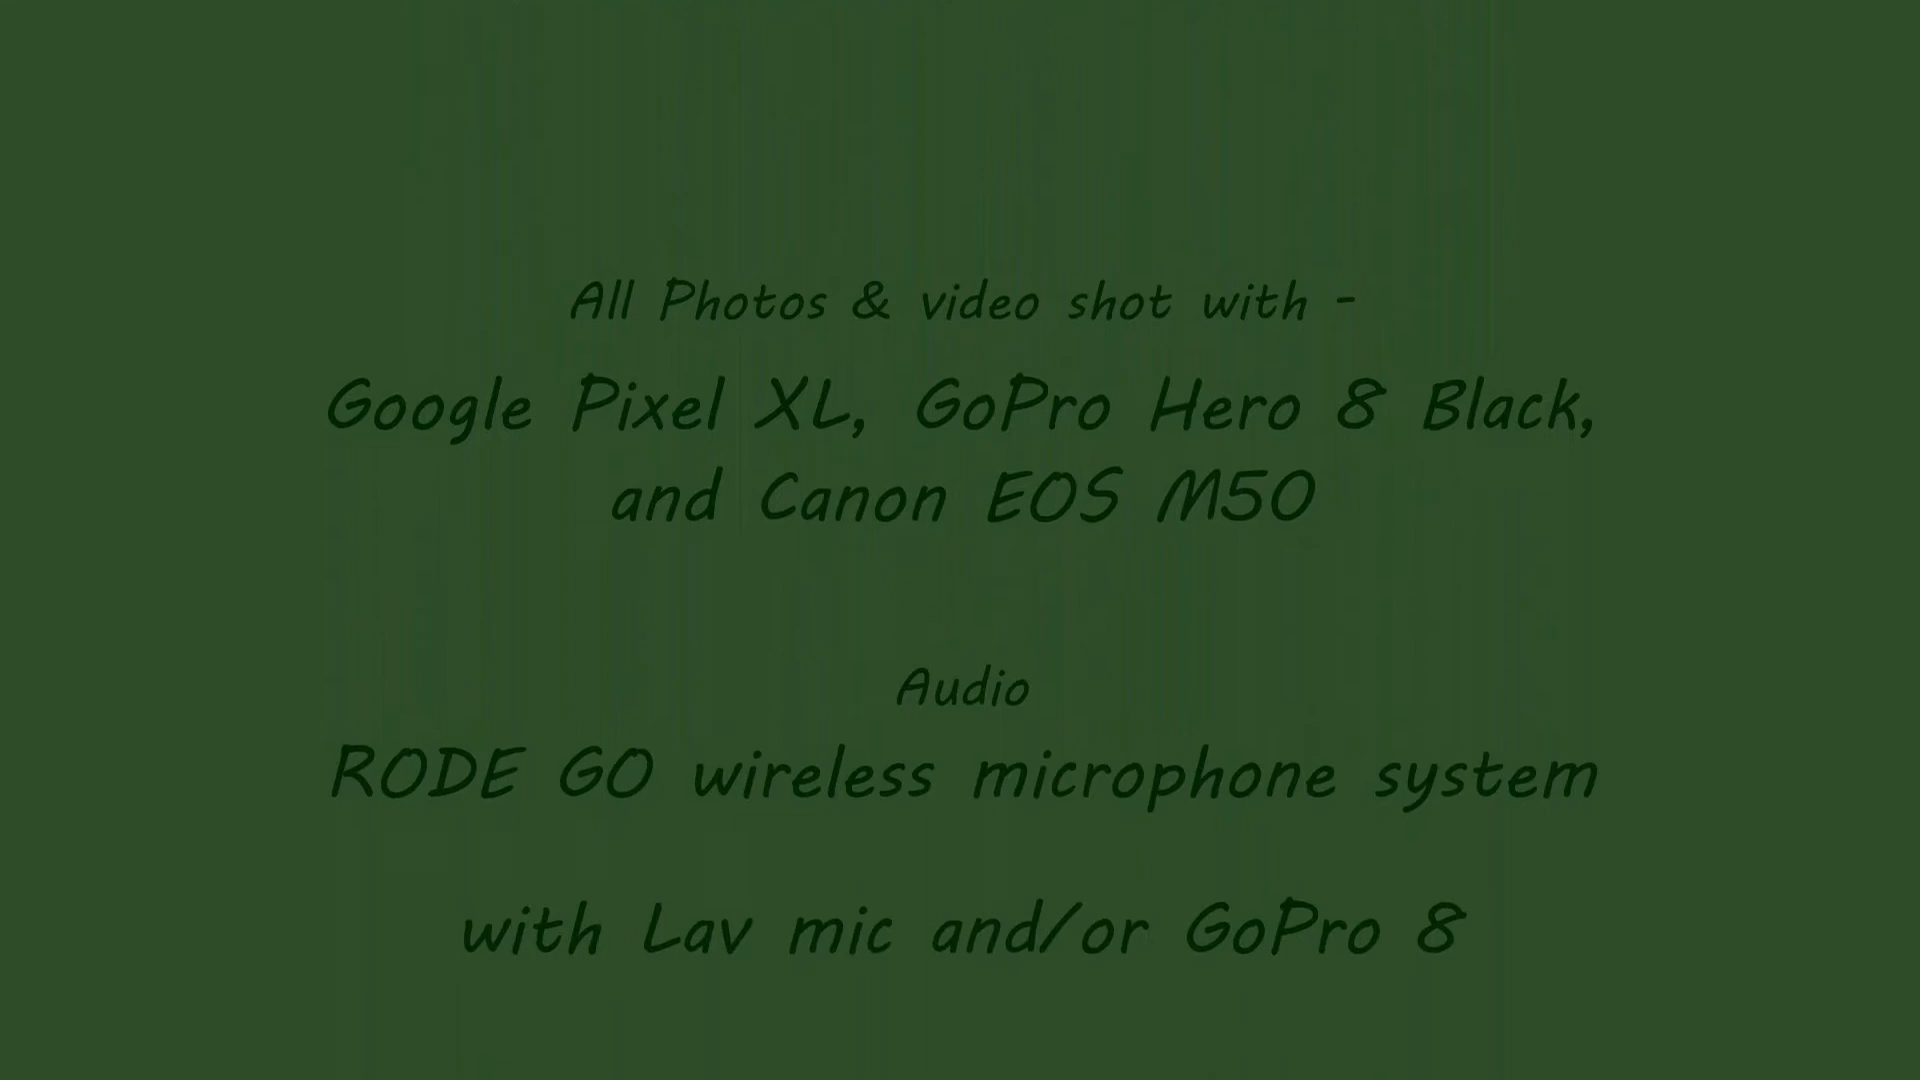 All Photos & video shot with -
Google Pixel XL, GoPro Hero 8 Black,
and Canon EOS M50
Audio
RODE GO wireless microphone system
with Lav mic and/or GoPro 8